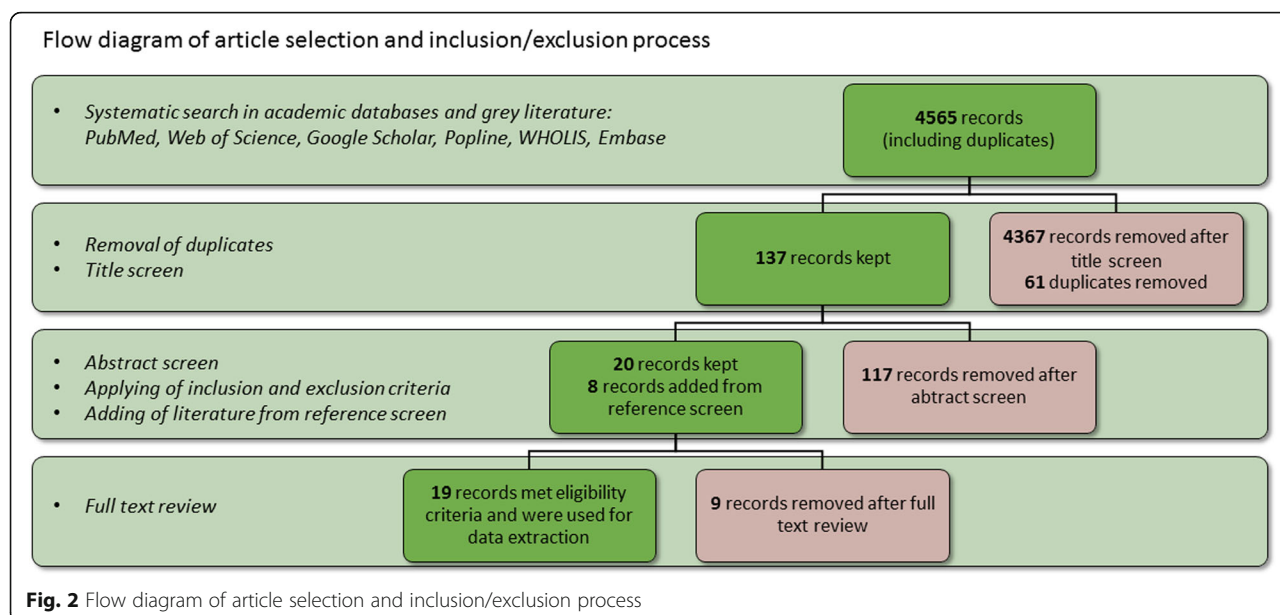 Flow diagram of article selection and inclusion/exclusion process
• Systematic search in academic databases and grey literature:
PubMed, Web of Science, Google Scholar, Popline, WHOLIS, Embase
4565 records
(including duplicates)
• Removal of duplicates
• Title screen
137 records kept
4367 records removed after
title screen
61 duplicates removed
• Abstract screen
• Applying of inclusion and exclusion criteria
• Adding of literature from reference screen
20 records kept
8 records added from
reference screen
117 records removed after
abtract screen
• Full text review
19 records met eligibility
criteria and were used for
data extraction
9 records removed after full
text review
Fig. 2 Flow diagram of article selection and inclusion/exclusion process